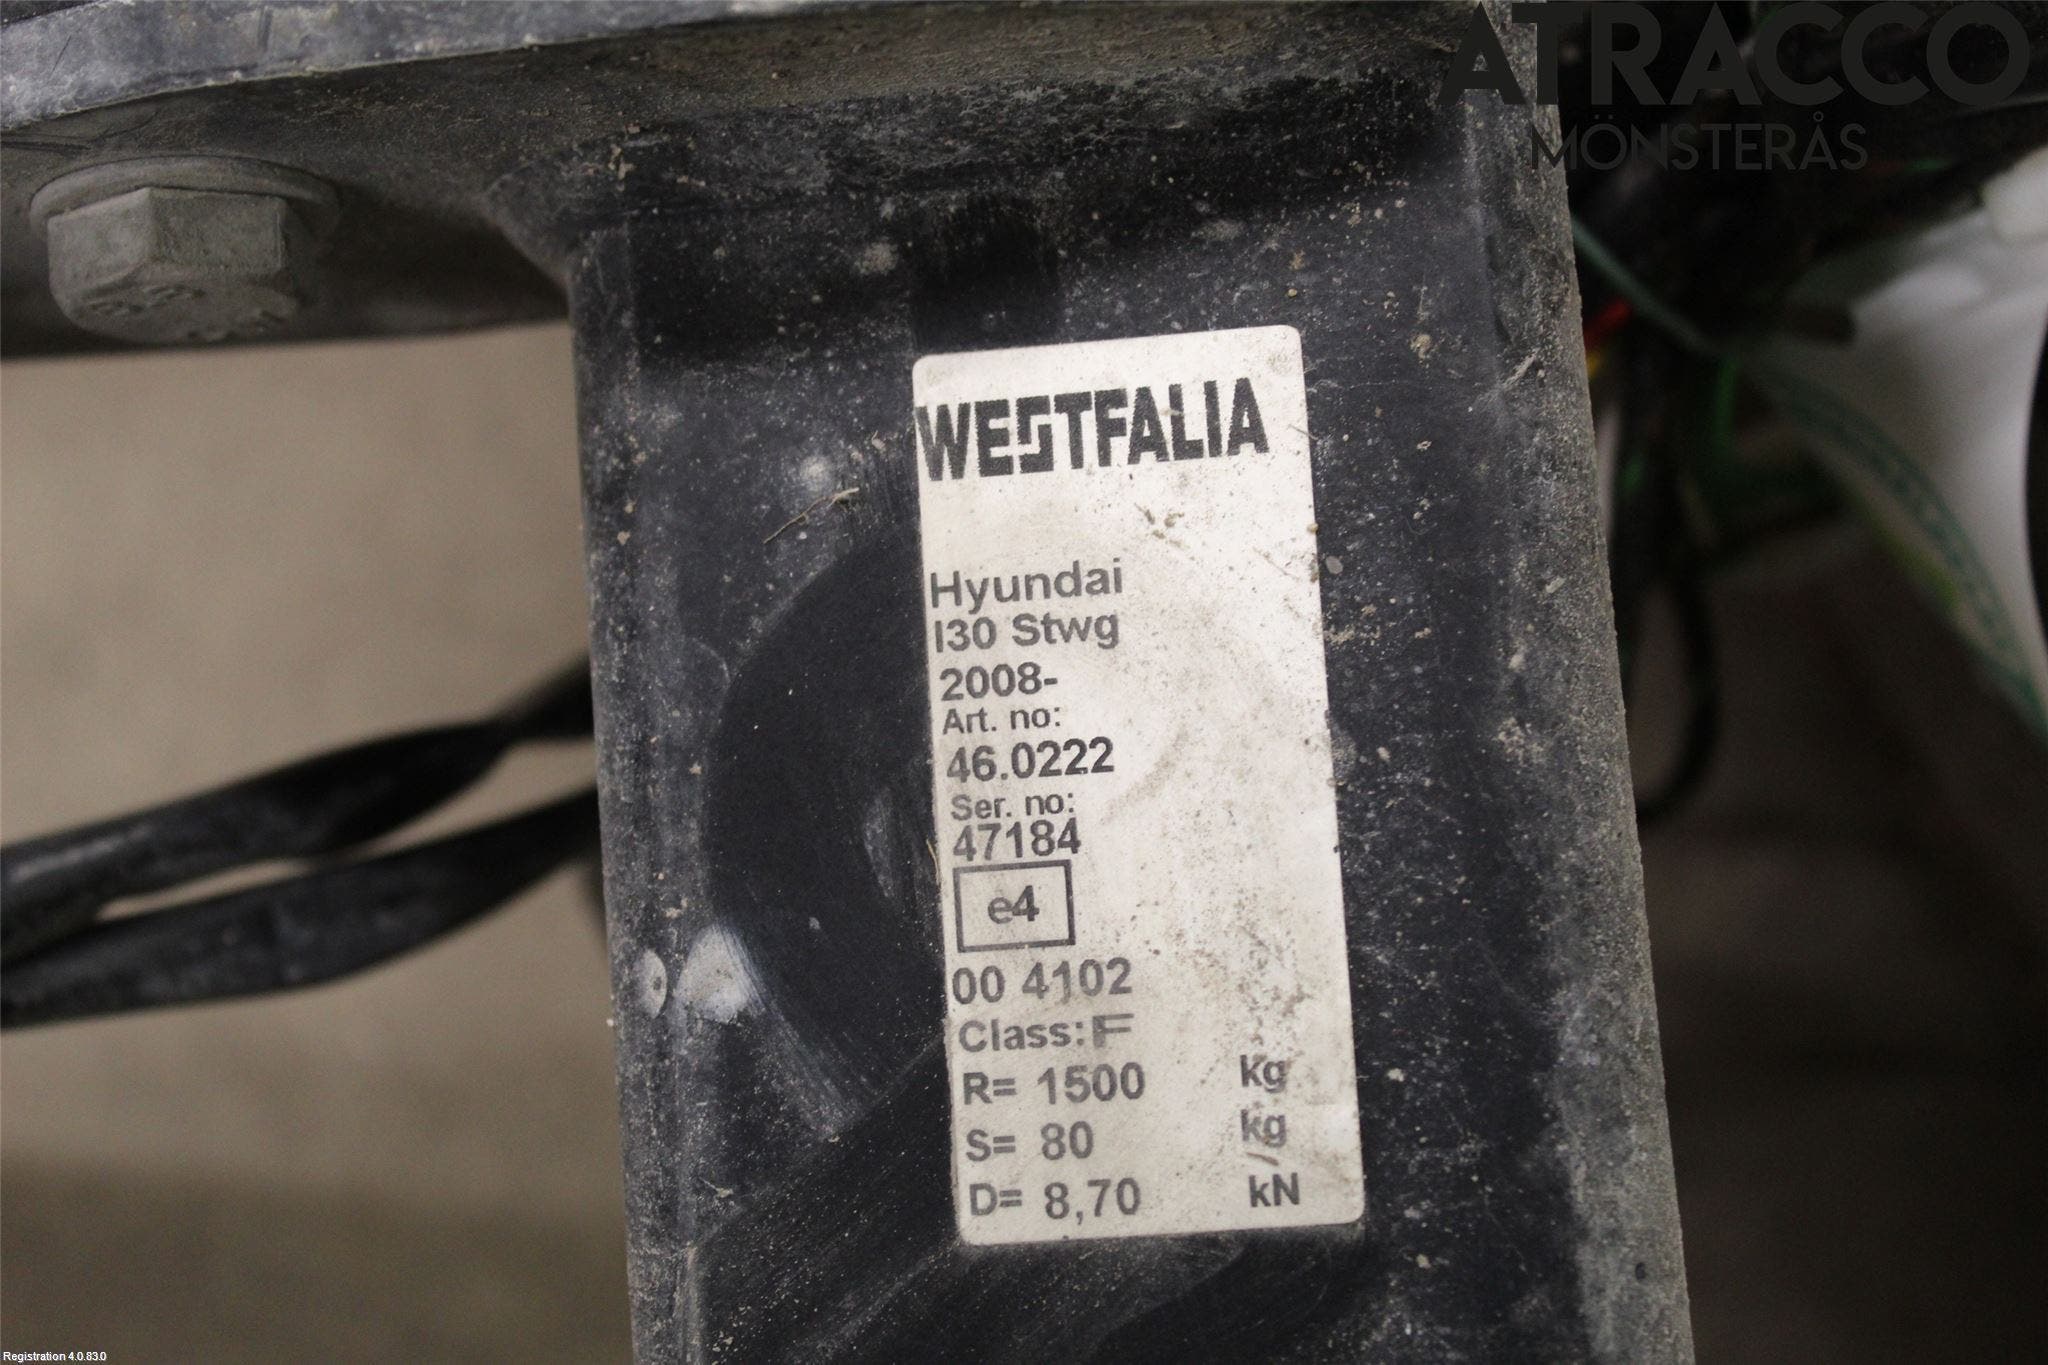 ATRACCO
MÖNSTERÅS
WESTFALIA
Hyundai
I30 Stwg
2008-
Art. no:
46.0222
Ser. no:
47184
e4
00 4102
Class: F
R= 1500 kg
S= 80 kg
D= 8,70 kN
Registration 4.0.83.0